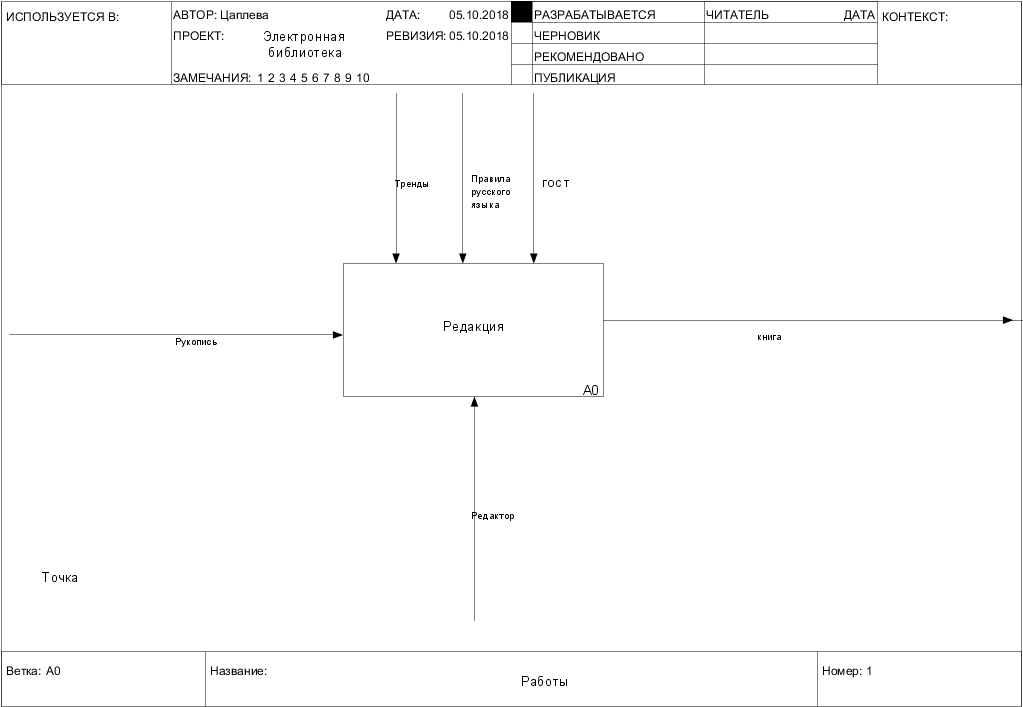 ИСПОЛЬЗУЕТСЯ В:
АВТОР: Цаплева
ДАТА: 05.10.2018
ПРОЕКТ: Электронная
библиотека
РЕВИЗИЯ: 05.10.2018
ЗАМЕЧАНИЯ: 1 2 3 4 5 6 7 8 9 10
РАЗРАБАТЫВАЕТСЯ
ЧЕРНОВИК
РЕКОМЕНДОВАНО
ПУБЛИКАЦИЯ
ЧИТАТЕЛЬ ДАТА
КОНТЕКСТ:
Тренды
Правила
русского
языка
ГОСТ
Рукопись
Редакция
A0
книга
Редактор
Точка
Ветка: A0
Название:
Работы
Номер: 1